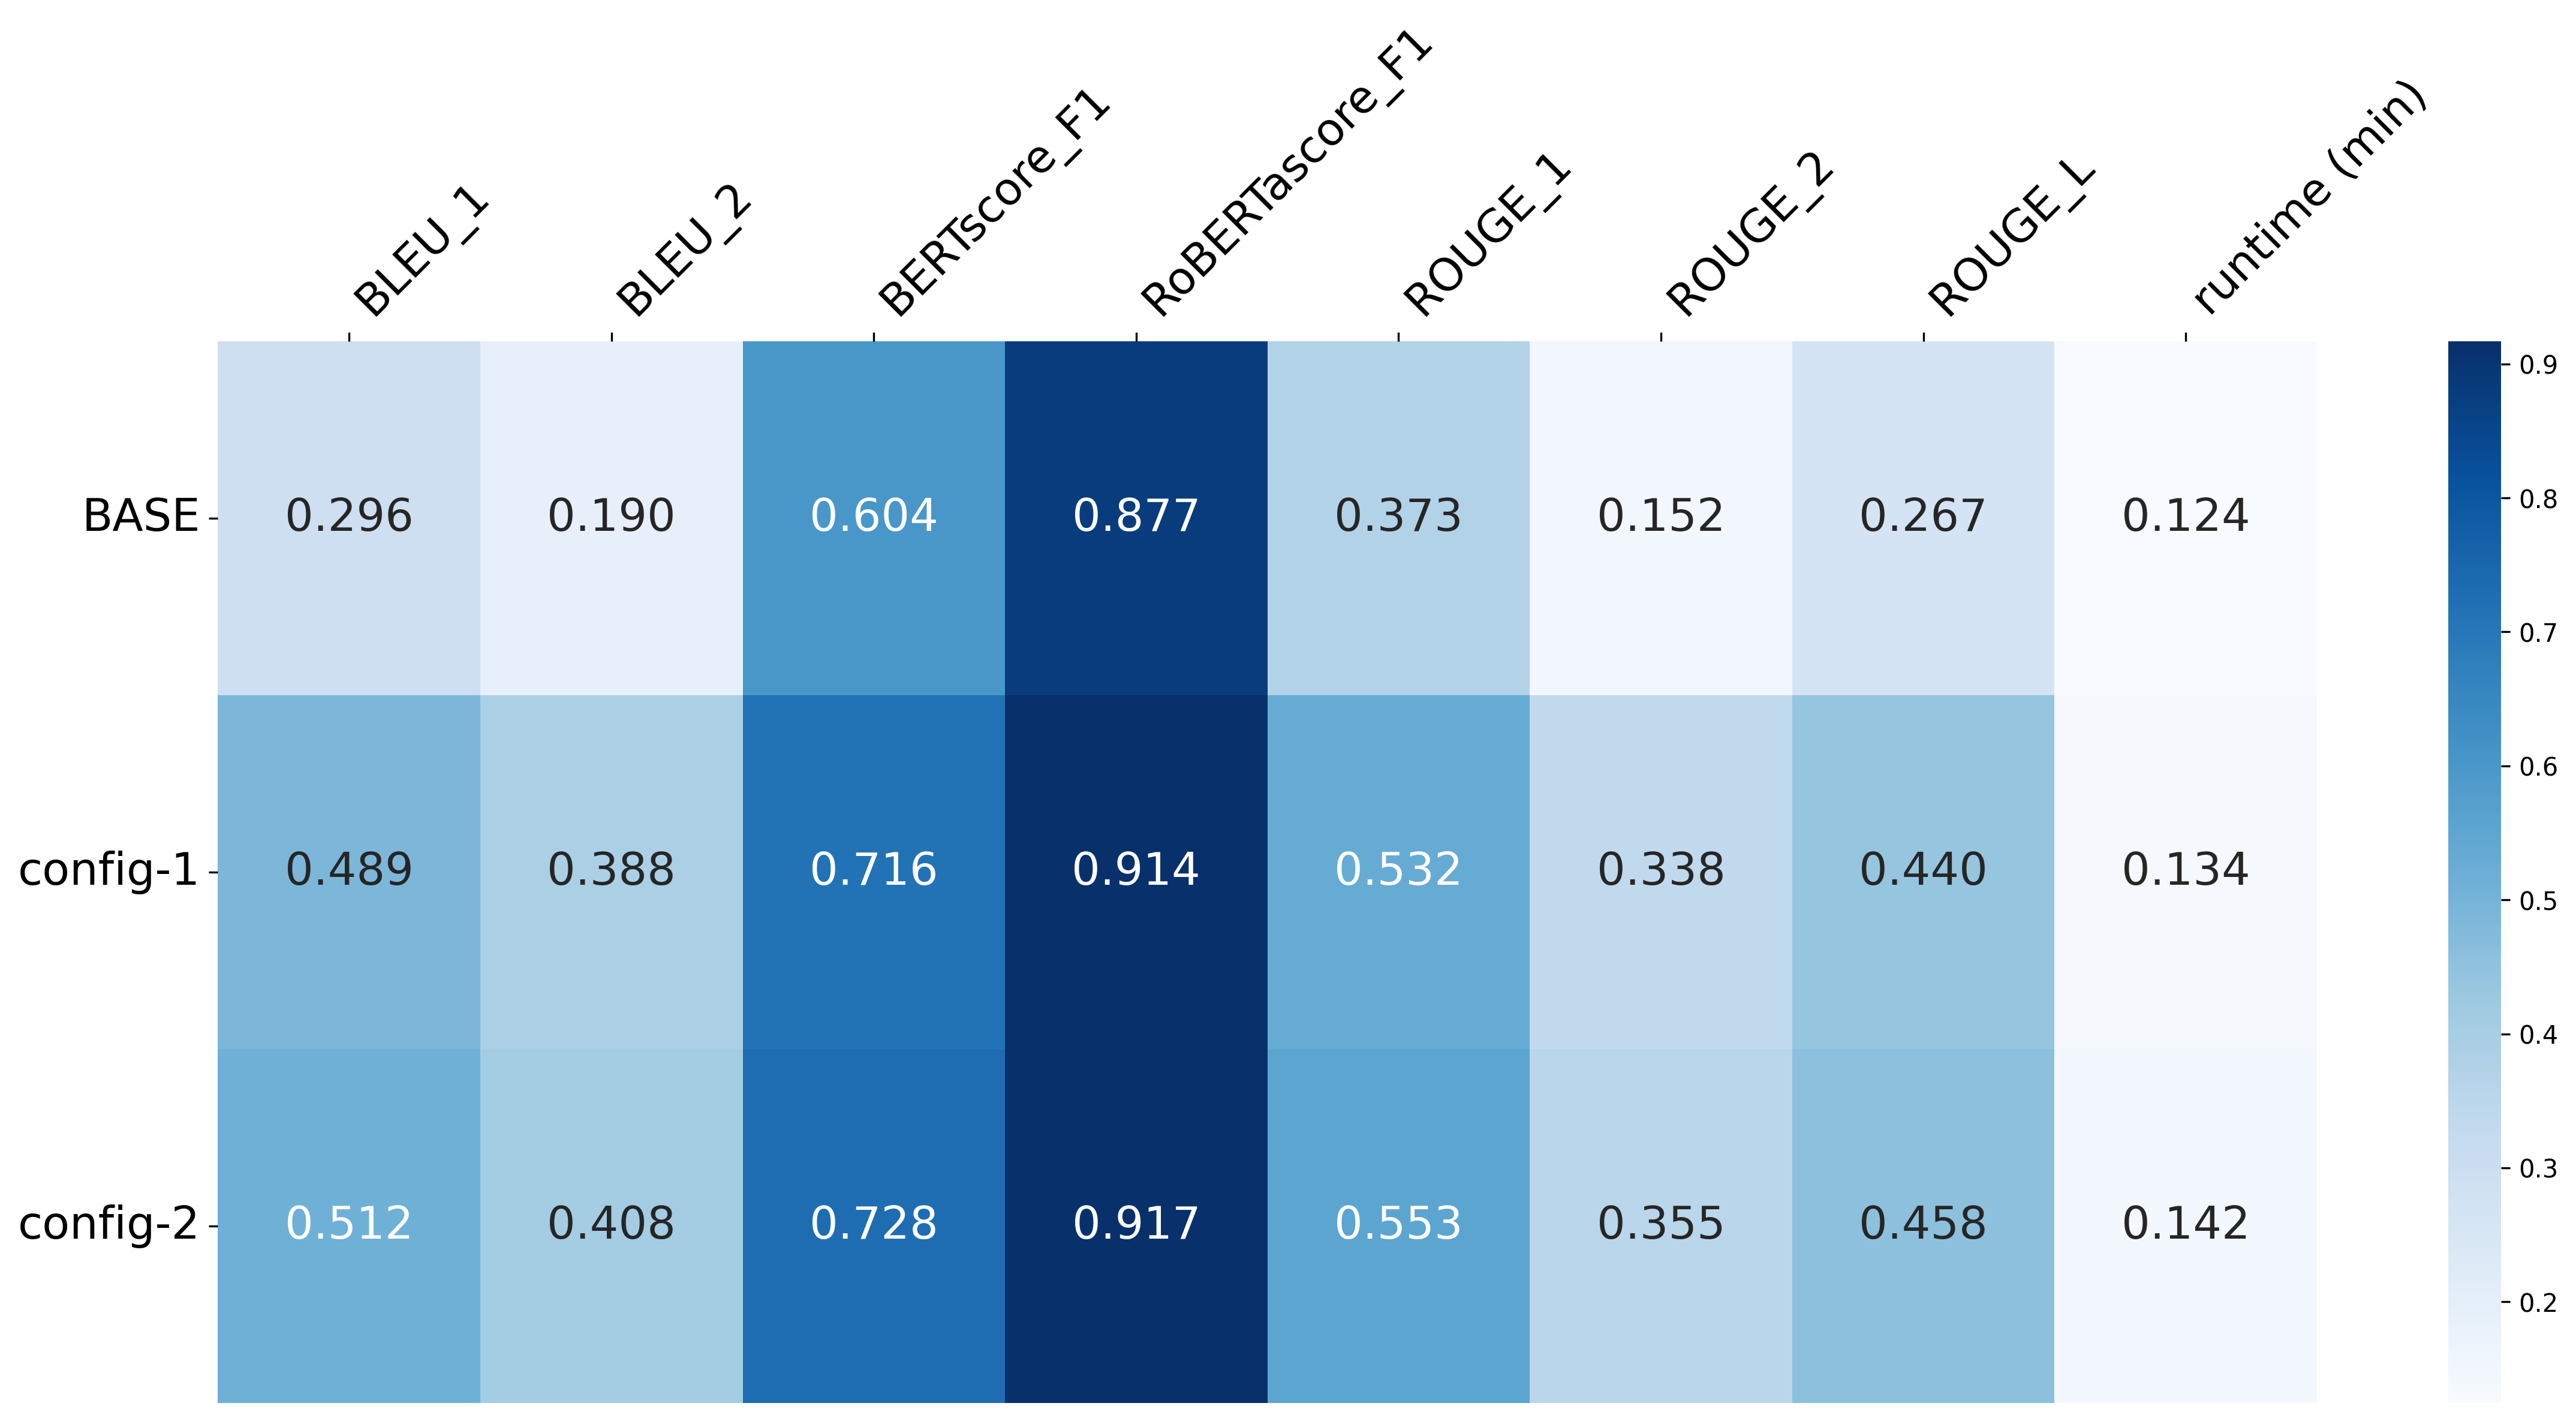 BLEU_1 BLEU_2 BERTscore_F1 RoBERTascore_F1 ROUGE_1 ROUGE_2 ROUGE_L runtime (min)
BASE 0.296 0.190 0.604 0.877 0.373 0.152 0.267 0.124
config-1 0.489 0.388 0.716 0.914 0.532 0.338 0.440 0.134
config-2 0.512 0.408 0.728 0.917 0.553 0.355 0.458 0.142
0.9
0.8
0.7
0.6
0.5
0.4
0.3
0.2